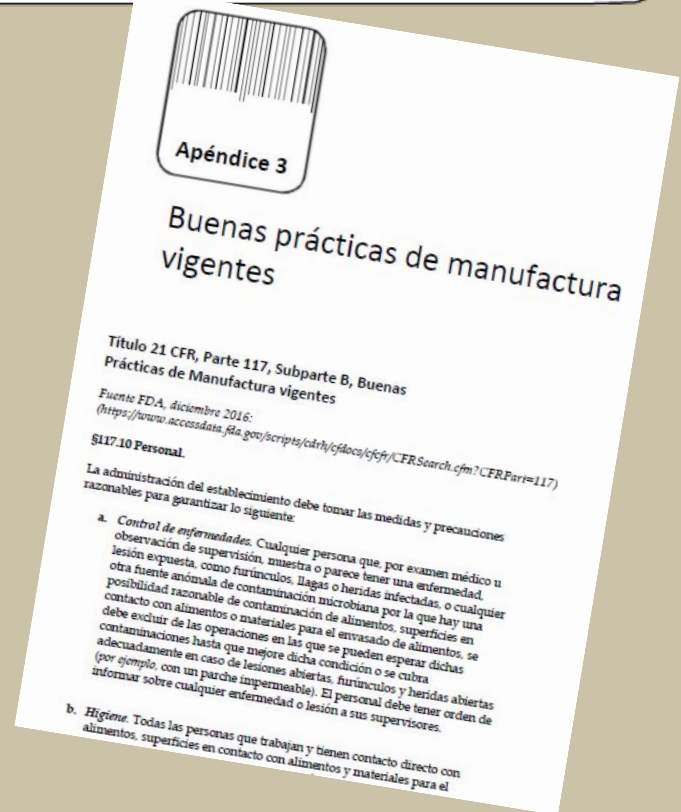 Apéndice 3
Buenas prácticas de manufactura
vigentes
Título 21 CFR, Parte 117, Subparte B, Buenas
Prácticas de Manufactura vigentes
Fuente FDA, diciembre 2016:
(https://www.accessdata.fda.gov/scripts/cdrh/cfdocs/cfcfr/CFRSearch.cfm?CFRPart=117)
§117.10 Personal.
La administración del establecimiento debe tomar las medidas y precauciones
razonables para garantizar lo siguiente:
a. Control de enfermedades. Cualquier persona que, por examen médico u
observación de supervisión, muestra o parece tener una enfermedad,
lesión expuesta, como furúnculos, llagas o heridas infectadas, o cualquier
otra fuente anómala de contaminación microbiana por la que hay una
posibilidad razonable de contaminación de alimentos, superficies en
contacto con alimentos o materiales para el envasado de alimentos, se
debe excluir de las operaciones en las que se pueden esperar dichas
contaminaciones hasta que mejore dicha condición o se cubra
adecuadamente en caso de lesiones abiertas, furúnculos y heridas abiertas
(por ejemplo, con un parche impermeable). El personal debe tener orden de
informar sobre cualquier enfermedad o lesión a sus supervisores.
b. Higiene. Todas las personas que trabajan y tienen contacto directo con
alimentos, superficies en contacto con alimentos y materiales para el